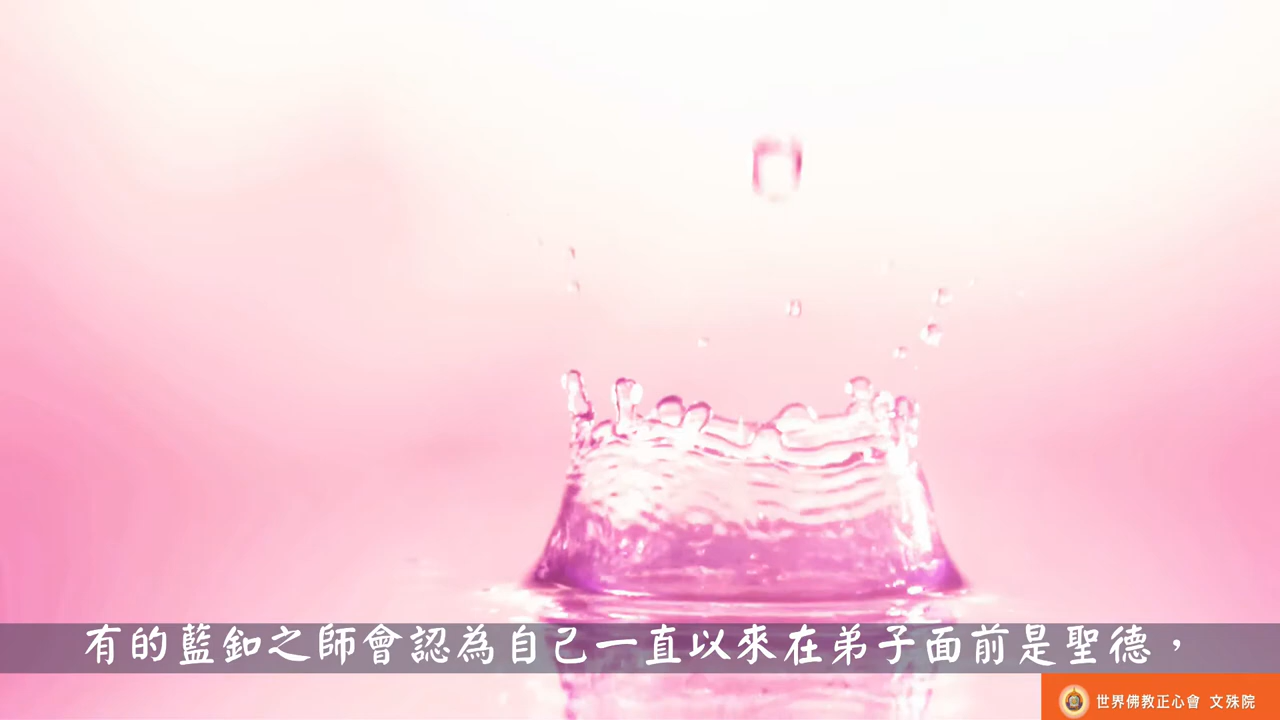 有的藍釦之師會認為自己一直以來在弟子面前是聖德，
世界佛教正心會 文殊院